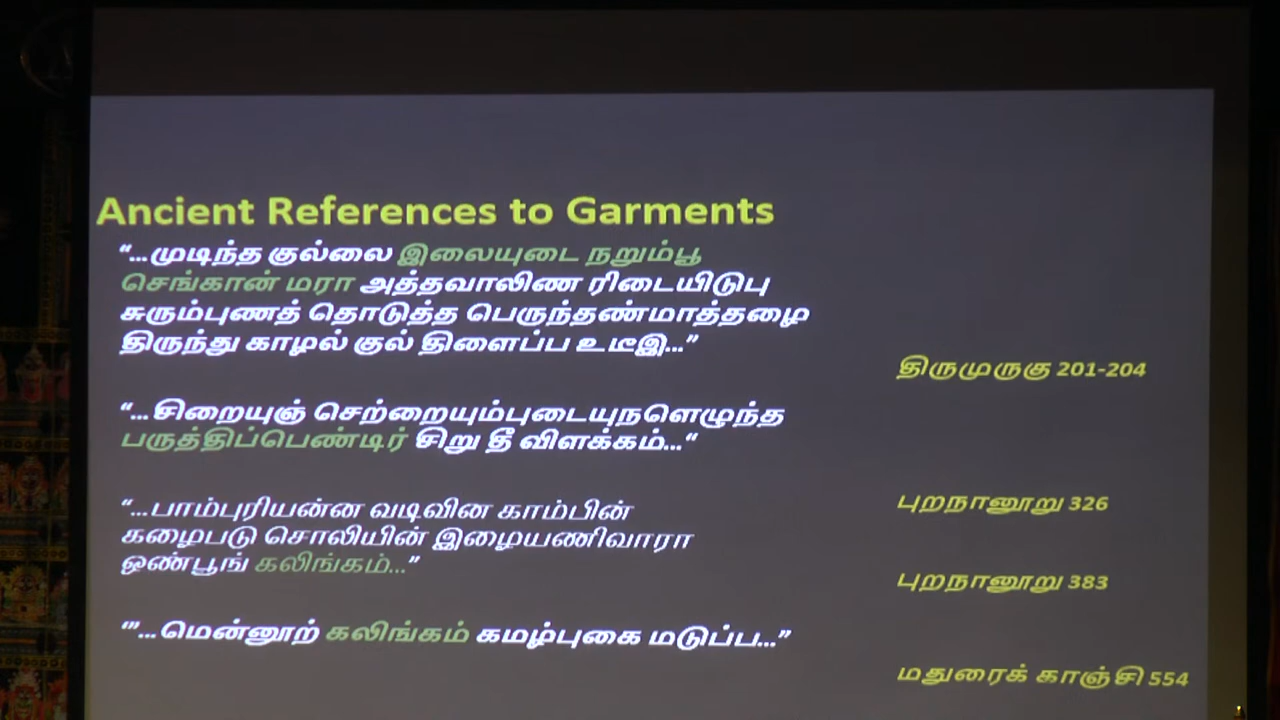 Ancient References to Garments
“...முடிந்த குல்லை இலையுடை நறும்பூ
செங்கான் மரா அத்தவாலிண ரிடையிடுபு
சுரும்புணத் தொடுத்த பெருந்தண்மாத்தழை
திருந்து காழல் குல் திளைப்ப உடீஇ...”
திருமுருகு 201-204
“...சிறையுஞ் செற்றையும்புடையுநளெழுந்த
பருத்திப்பெண்டிர் சிறு தீ விளக்கம்...“
புறநானூறு 326
“...பாம்புரியன்ன வடிவின காம்பின்
கழைபடு சொலியின் இழையணிவாரா
ஒண்பூங் கலிங்கம்...”
புறநானூறு 383
“’...மென்னூற் கலிங்கம் கமழ்புகை மடுப்ப...”
மதுரைக் காஞ்சி 554